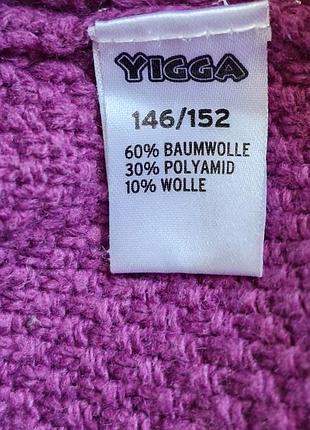 YIGGA
146/152
60% BAUMWOLLE
30% POLYAMID
10% WOLLE